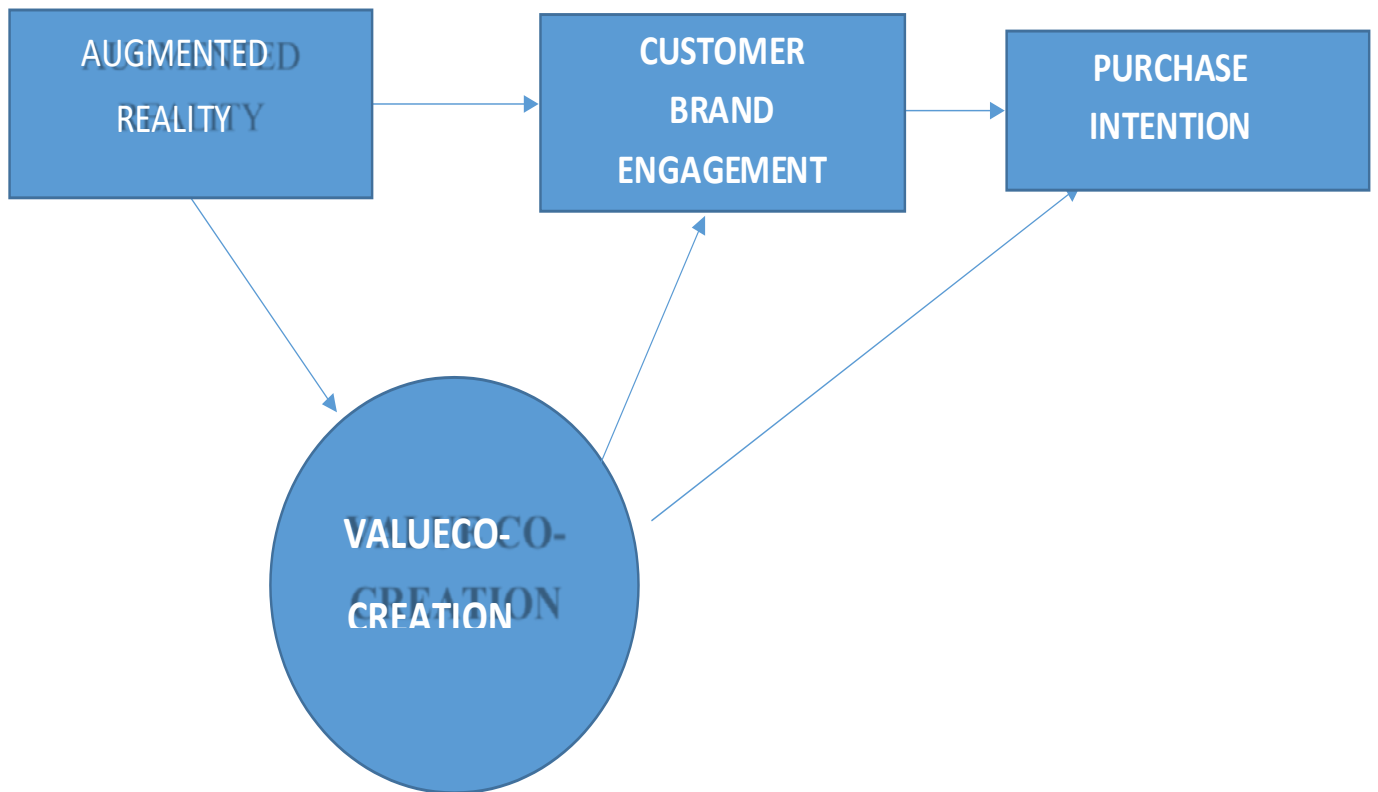 AUGMENTED
REALITY
CUSTOMER
BRAND
ENGAGEMENT
PURCHASE
INTENTION
VALUECO-
CREATION